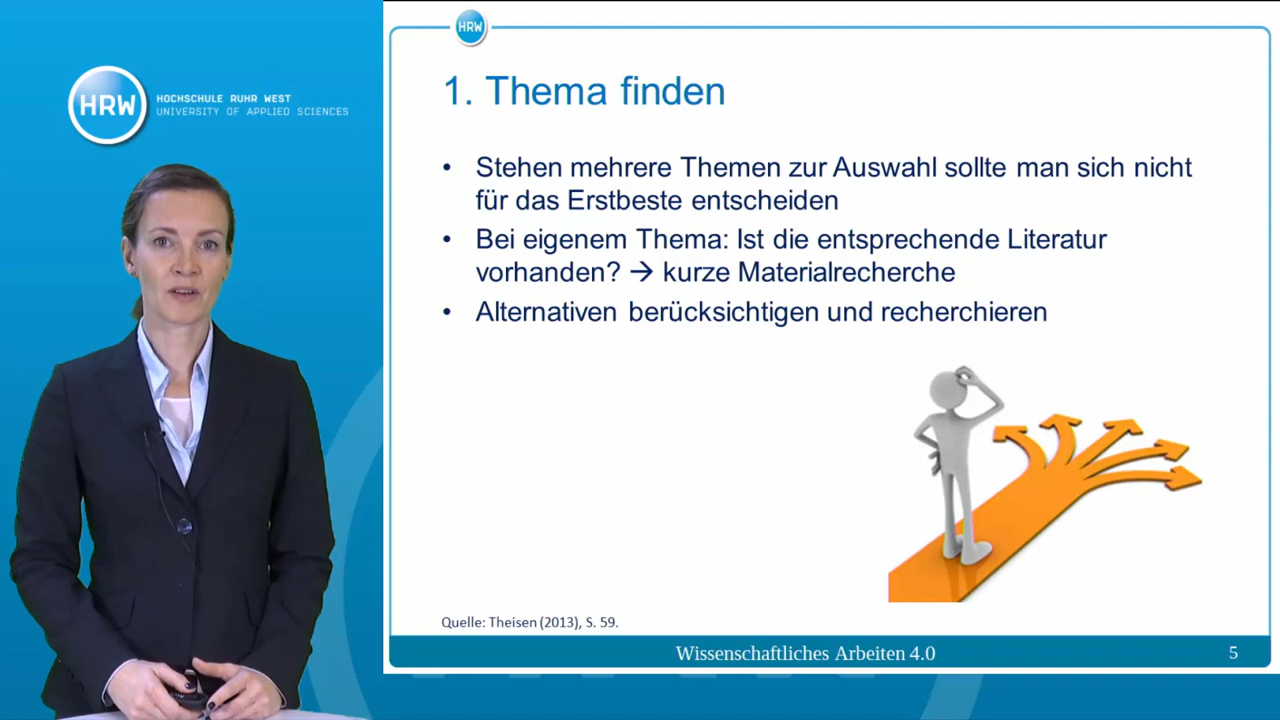 HRW
HOCHSCHULE RUHR WEST
UNIVERSITY OF APPLIED SCIENCES
HRW
1. Thema finden
• Stehen mehrere Themen zur Auswahl sollte man sich nicht
für das Erstbeste entscheiden
• Bei eigenem Thema: Ist die entsprechende Literatur
vorhanden? → kurze Materialrecherche
• Alternativen berücksichtigen und recherchieren
Quelle: Theisen (2013), S. 59.
Wissenschaftliches Arbeiten 4.0
5